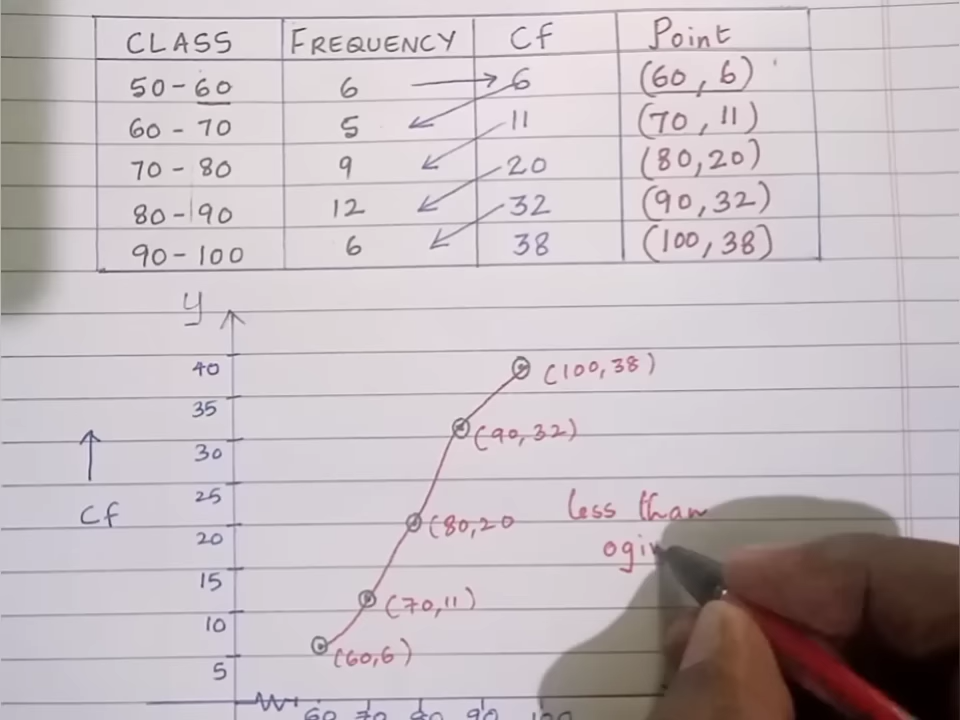 CLASS FREQUENCY Cf Point
50-60 6 6 (60, 6)
60-70 5 11 (70, 11)
70-80 9 20 (80,20)
80-90 12 32 (90, 32)
90-100 6 38 (100, 38)
y
40 (100, 38)
35
30 (90, 32)
25
Cf
less than
20 (80,20
15
10 (70, 11)
5 (60,6)
60 70 80 90 100